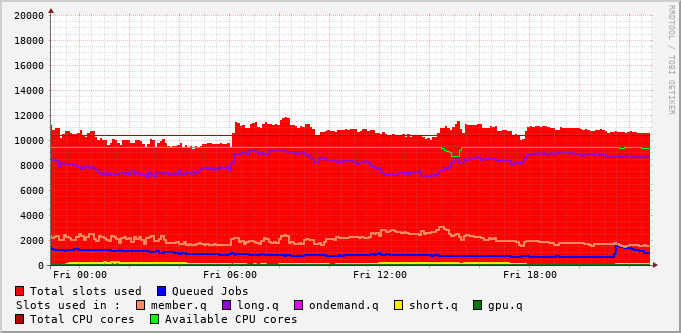 20000
18000
16000
14000
12000
10000
8000
6000
4000
2000
0
Fri 00:00 Fri 06:00 Fri 12:00 Fri 18:00
Total slots used Queued Jobs
Slots used in : member.q long.q ondemand.q short.q gpu.q
Total CPU cores Available CPU cores
RRDTOOL / TOBI OETIKER